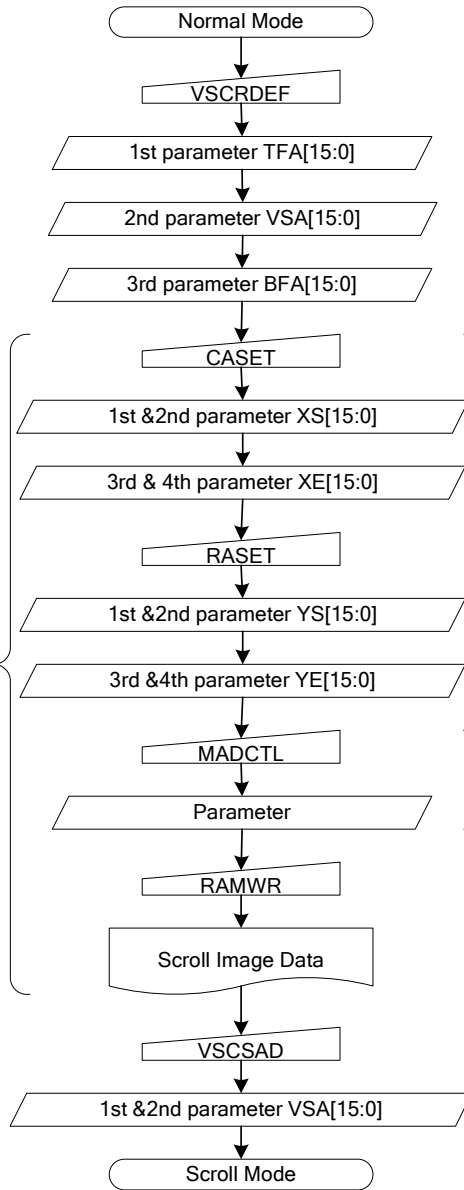 Normal Mode
VSCRDEF
1st parameter TFA[15:0]
2nd parameter VSA[15:0]
3rd parameter BFA[15:0]
CASET
1st &2nd parameter XS[15:0]
3rd & 4th parameter XE[15:0]
RASET
1st &2nd parameter YS[15:0]
3rd &4th parameter YE[15:0]
MADCTL
Parameter
RAMWR
Scroll Image Data
VSCSAD
1st &2nd parameter VSA[15:0]
Scroll Mode